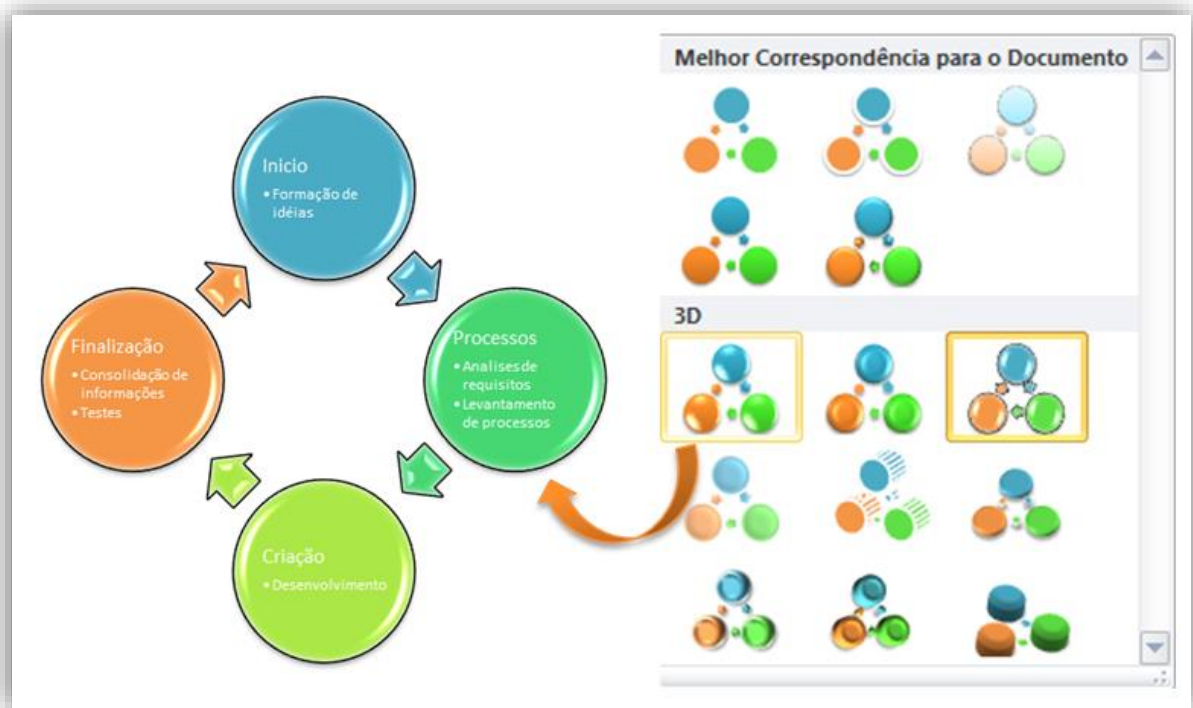 Inicio
• Formação de
idéias
Processos
• Analises de
requisitos
• Levantamento
de processos
Criação
• Desenvolvimento
Finalização
• Consolidação de
informações
• Testes
Melhor Correspondência para o Documento
3D